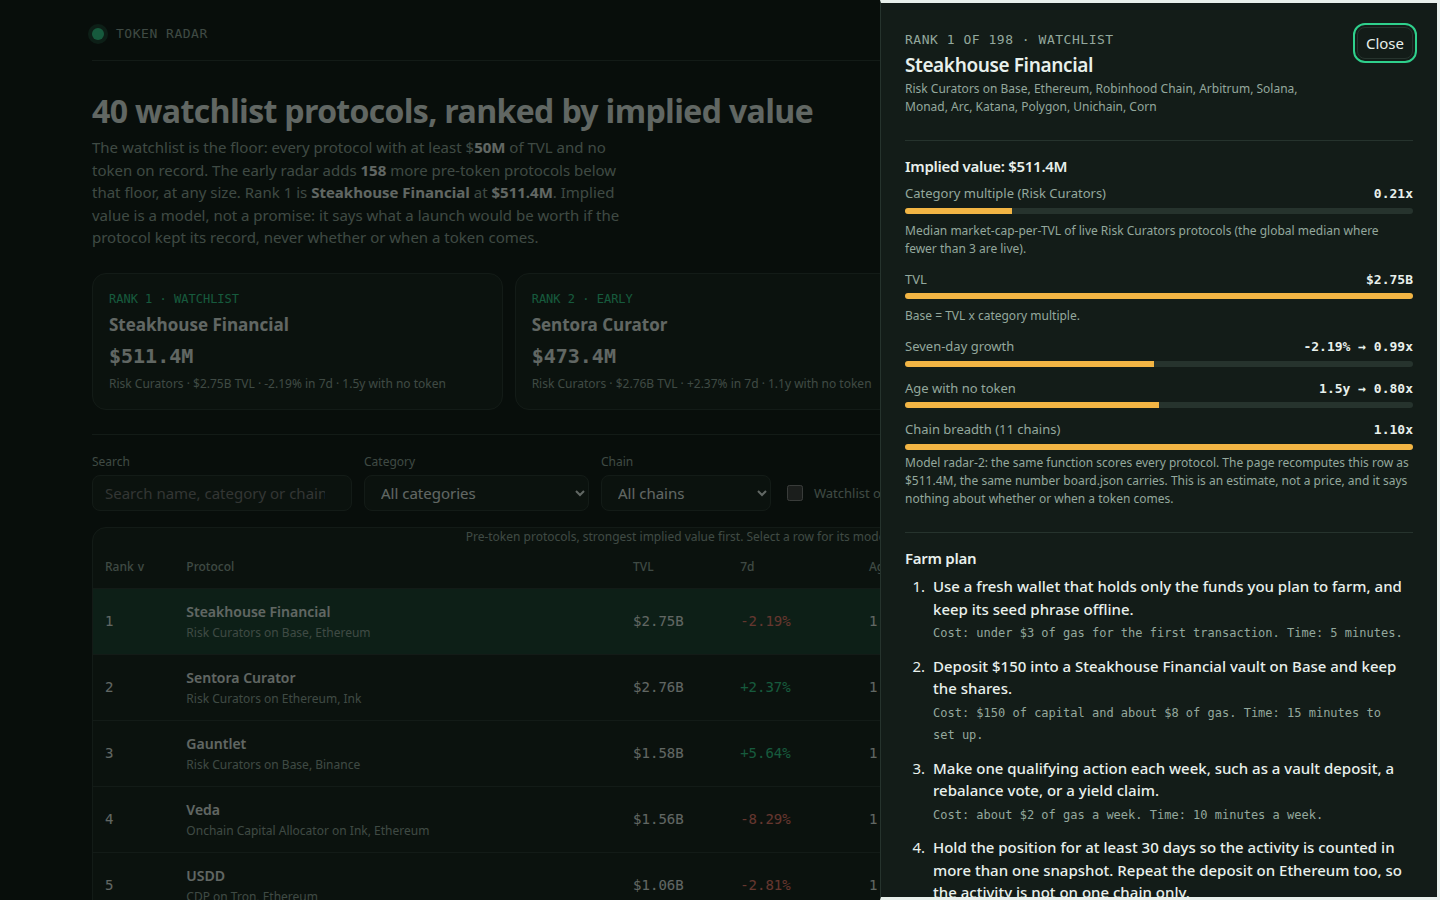 TOKEN RADAR
40 watchlist protocols, ranked by implied value
The watchlist is the floor: every protocol with at least $50M of TVL and no
token on record. The early radar adds 158 more pre-token protocols below
that floor, at any size. Rank 1 is Steakhouse Financial at $511.4M. Implied
value is a model, not a promise: it says what a launch would be worth if the
protocol kept its record, never whether or when a token comes.
RANK 1 · WATCHLIST
Steakhouse Financial
$511.4M
Risk Curators · $2.75B TVL · -2.19% in 7d · 1.5y with no token
RANK 2 · EARLY
Sentora Curator
$473.4M
Risk Curators · $2.76B TVL · +2.37% in 7d · 1.1y with no token
Search
Category
Chain
Search name, category or chain
All categories
All chains
Watchlist o
Pre-token protocols, strongest implied value first. Select a row for its mod
Rank v
Protocol
TVL
7d
Ag
1
Steakhouse Financial
Risk Curators on Base, Ethereum
$2.75B
-2.19%
1
2
Sentora Curator
Risk Curators on Ethereum, Ink
$2.76B
+2.37%
1
3
Gauntlet
Risk Curators on Base, Binance
$1.58B
+5.64%
1
4
Veda
Onchain Capital Allocator on Ink, Ethereum
$1.56B
-8.29%
1
5
USDD
CDP on Tron, Ethereum
$1.06B
-2.81%
1
RANK 1 OF 198 · WATCHLIST
Close
Steakhouse Financial
Risk Curators on Base, Ethereum, Robinhood Chain, Arbitrum, Solana,
Monad, Arc, Katana, Polygon, Unichain, Corn
Implied value: $511.4M
Category multiple (Risk Curators) 0.21x
Median market-cap-per-TVL of live Risk Curators protocols (the global median where
fewer than 3 are live).
TVL $2.75B
Base = TVL x category multiple.
Seven-day growth -2.19% → 0.99x
Age with no token 1.5y → 0.80x
Chain breadth (11 chains) 1.10x
Model radar-2: the same function scores every protocol. The page recomputes this row as
$511.4M, the same number board.json carries. This is an estimate, not a price, and it says
nothing about whether or when a token comes.
Farm plan
1. Use a fresh wallet that holds only the funds you plan to farm, and
keep its seed phrase offline.
Cost: under $3 of gas for the first transaction. Time: 5 minutes.
2. Deposit $150 into a Steakhouse Financial vault on Base and keep
the shares.
Cost: $150 of capital and about $8 of gas. Time: 15 minutes to
set up.
3. Make one qualifying action each week, such as a vault deposit, a
rebalance vote, or a yield claim.
Cost: about $2 of gas a week. Time: 10 minutes a week.
4. Hold the position for at least 30 days so the activity is counted in
more than one snapshot. Repeat the deposit on Ethereum too, so
the activity is not on one chain only.